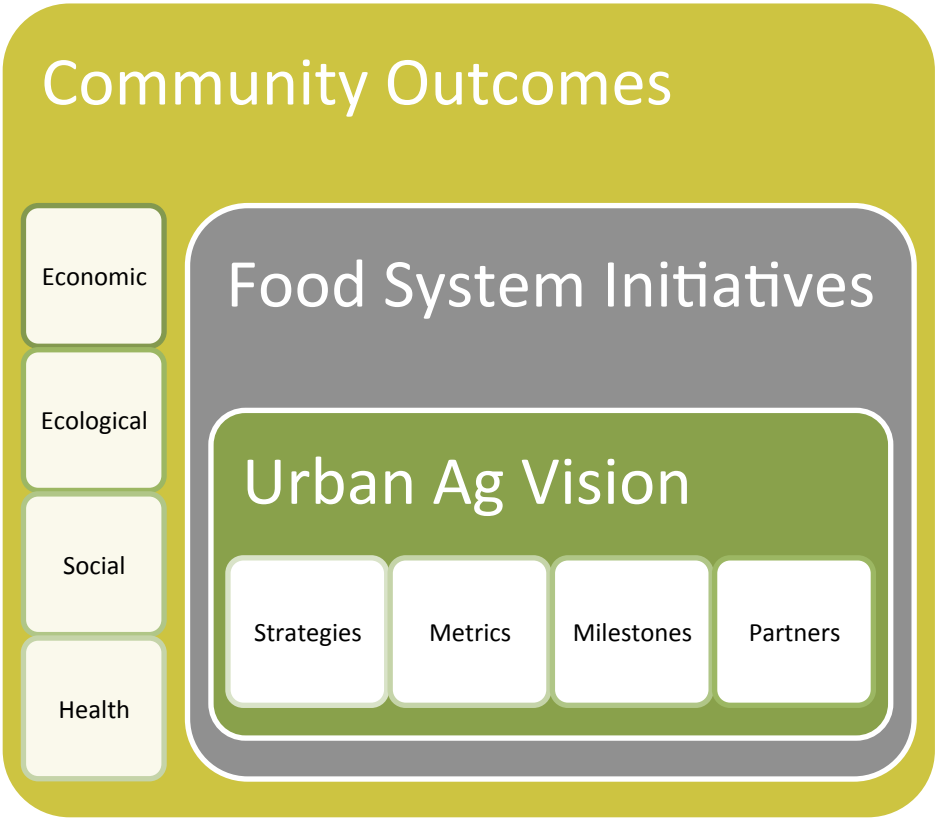 Community Outcomes
Economic
Ecological
Social
Health
Food System Initiatives
Urban Ag Vision
Strategies
Metrics
Milestones
Partners